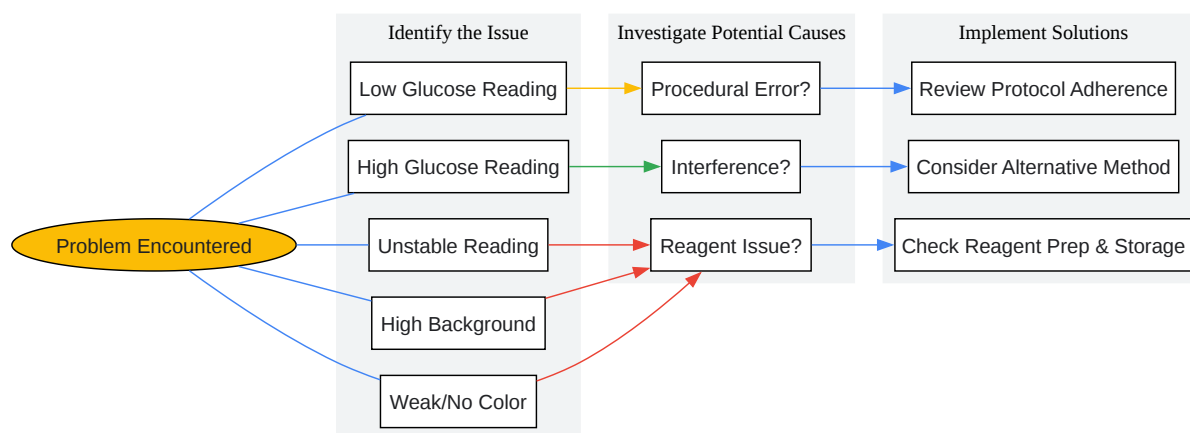 Identify the Issue
Investigate Potential Causes
Implement Solutions
Low Glucose Reading
Procedural Error?
Review Protocol Adherence
High Glucose Reading
Interference?
Consider Alternative Method
Problem Encountered
Unstable Reading
Reagent Issue?
Check Reagent Prep & Storage
High Background
Weak/No Color